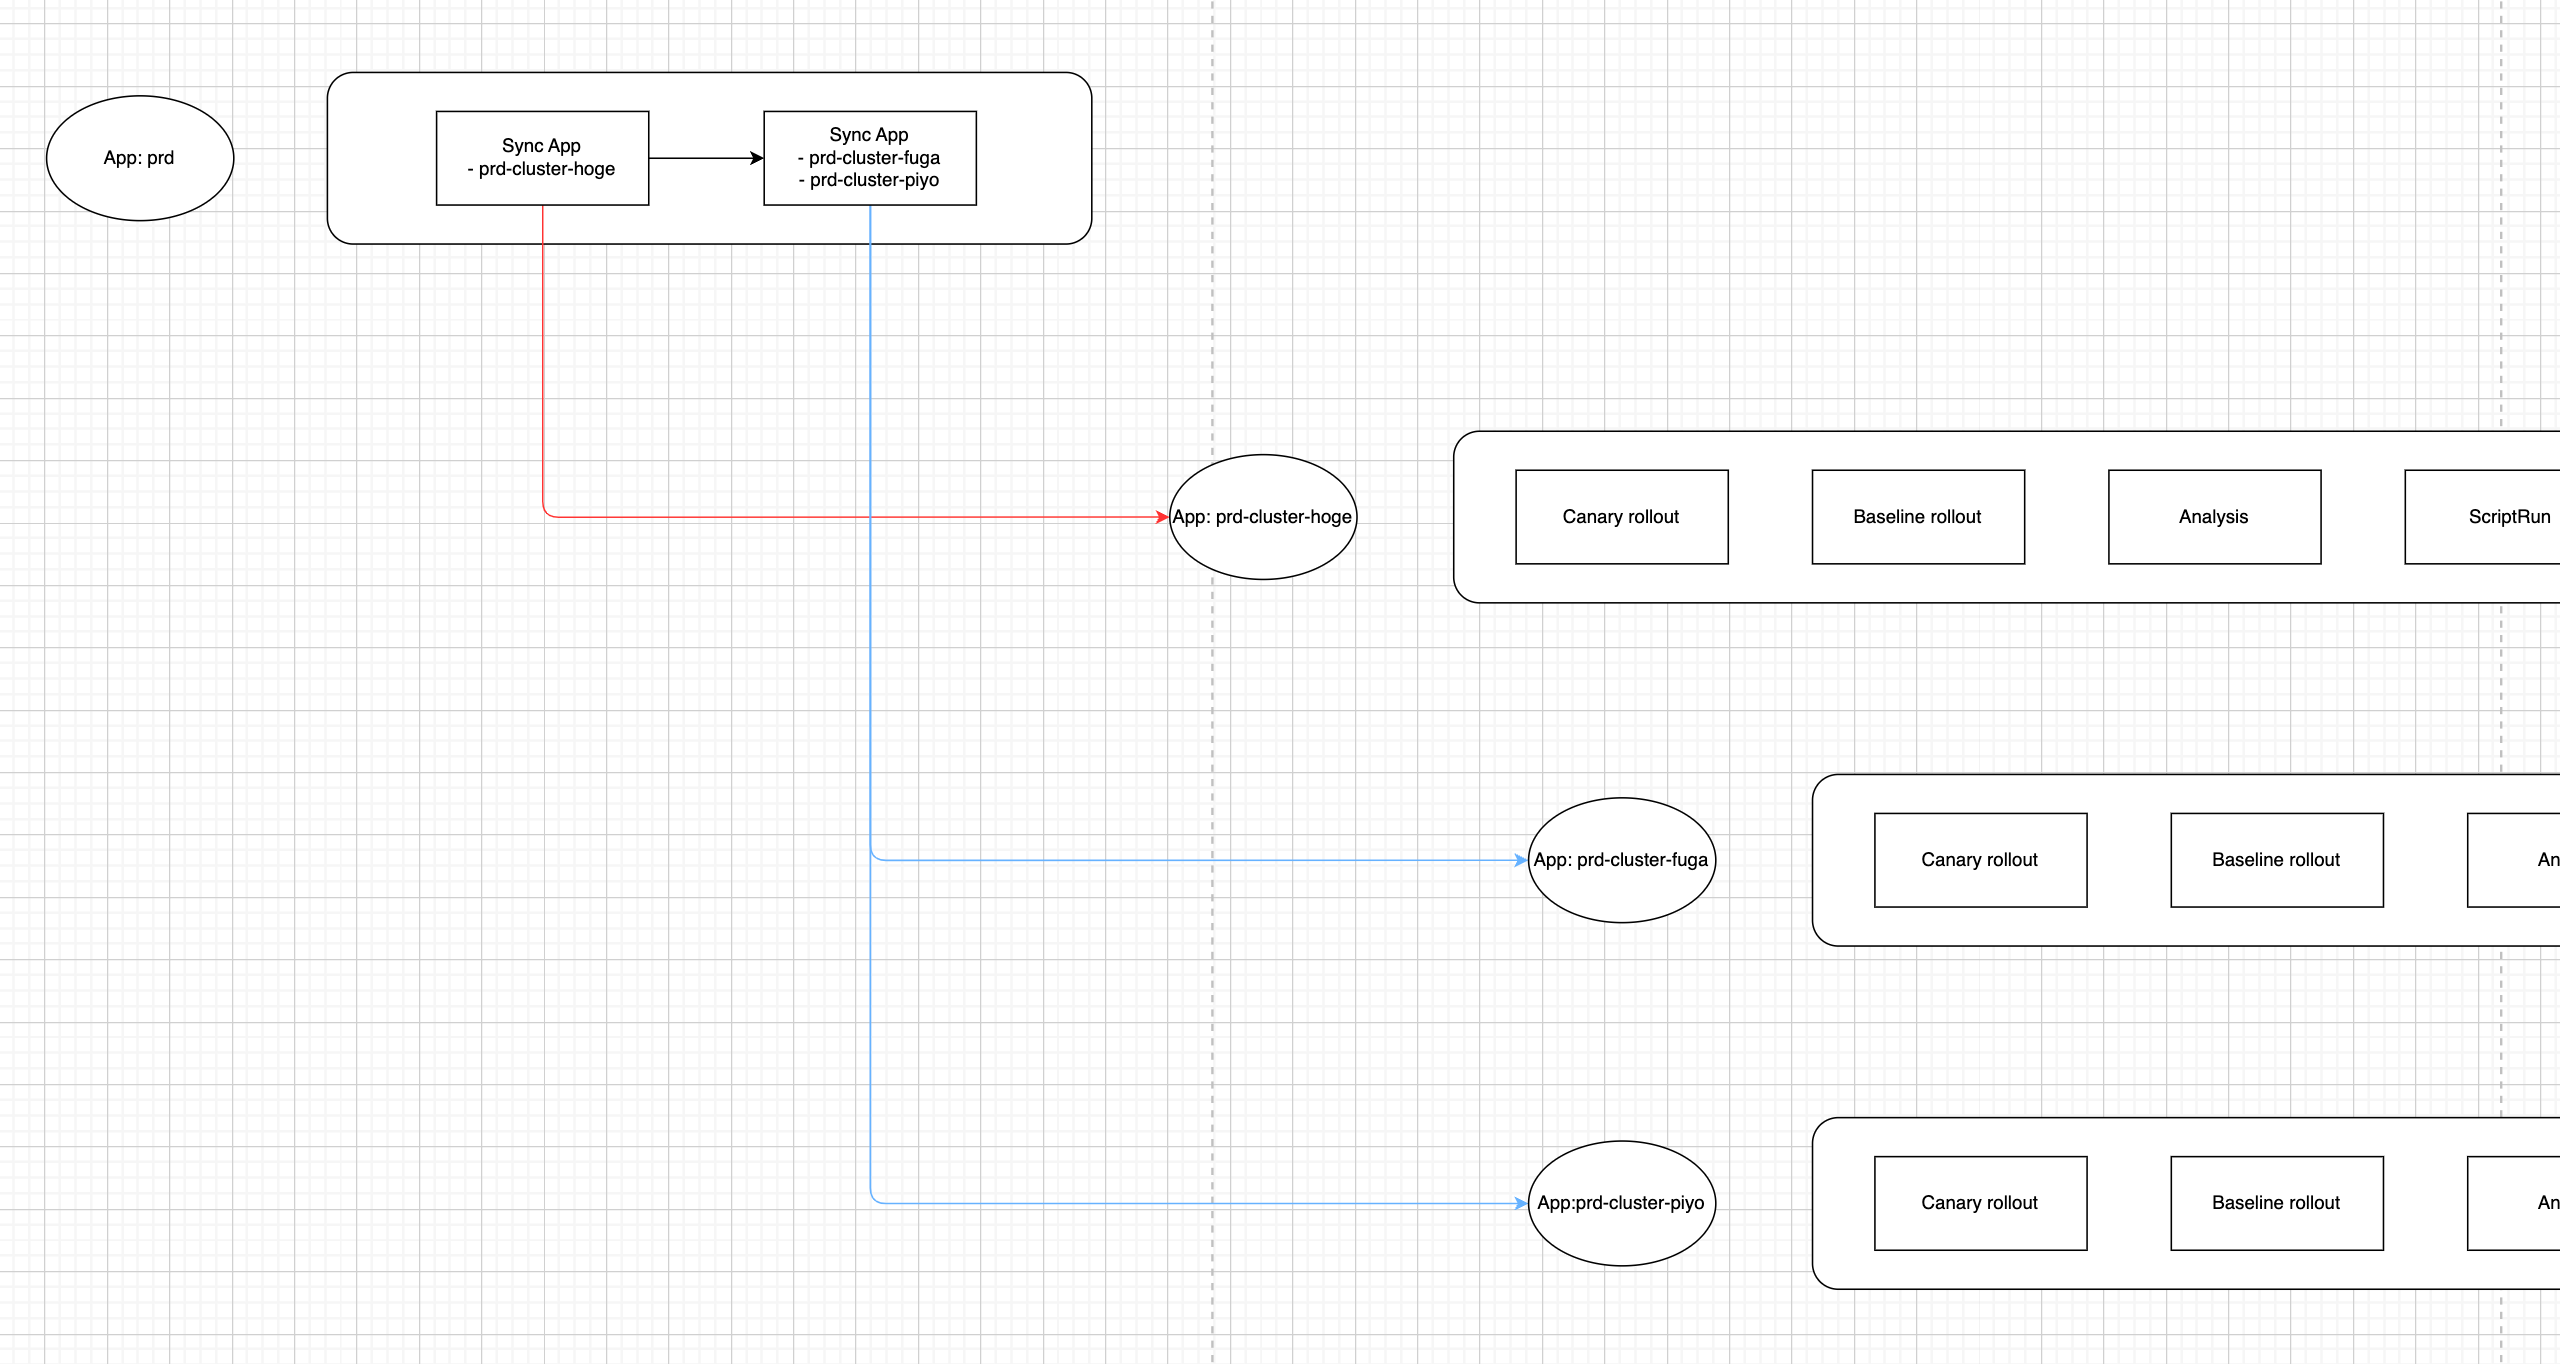 App: prd
Sync App
- prd-cluster-hoge
Sync App
- prd-cluster-fuga
- prd-cluster-piyo
App: prd-cluster-hoge
Canary rollout
Baseline rollout
Analysis
ScriptRun
App: prd-cluster-fuga
Canary rollout
Baseline rollout
An
App:prd-cluster-piyo
Canary rollout
Baseline rollout
An